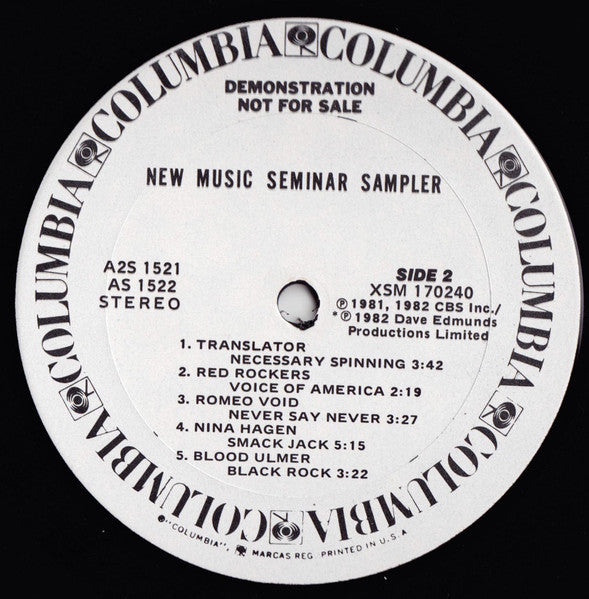 COLUMBIA COLUMBIA COLUMBIA COLUMBIA COLUMBIA COLUMBIA COLUMBIA COLUMBIA
DEMONSTRATION
NOT FOR SALE
NEW MUSIC SEMINAR SAMPLER
A2S 1521
AS 1522
STEREO
SIDE 2
XSM 170240
Ⓟ 1981, 1982 CBS Inc./
*Ⓟ 1982 Dave Edmunds
Productions Limited
1. TRANSLATOR
NECESSARY SPINNING 3:42
2. RED ROCKERS
VOICE OF AMERICA 2:19
3. ROMEO VOID
NEVER SAY NEVER 3:27
4. NINA HAGEN
SMACK JACK 5:15
5. BLOOD ULMER
BLACK ROCK 3:22
"COLUMBIA", MARCAS REG. PRINTED IN U.S.A